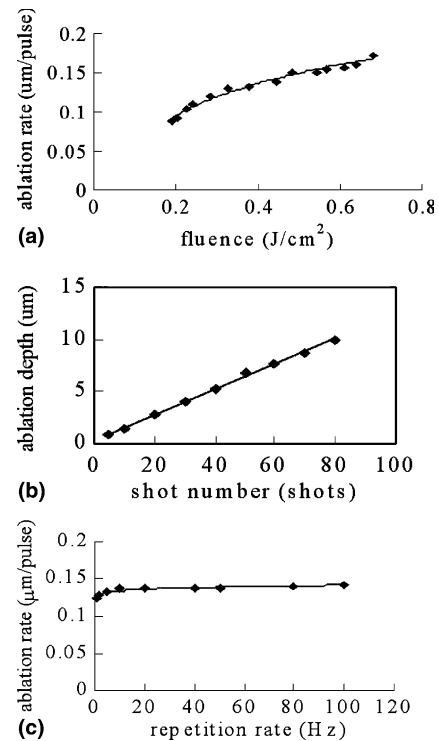 0.2
0.15
0.1
0.05
0
0 0.2 0.4 0.6 0.8
ablation rate (um/pulse)
(a) fluence (J/cm²)
15
10
5
0
0 20 40 60 80 100
ablation depth (um)
(b) shot number (shots)
0.2
0.15
0.1
0.05
0
0 20 40 60 80 100 120
ablation rate (μm/pulse)
(c) repetition rate (Hz)